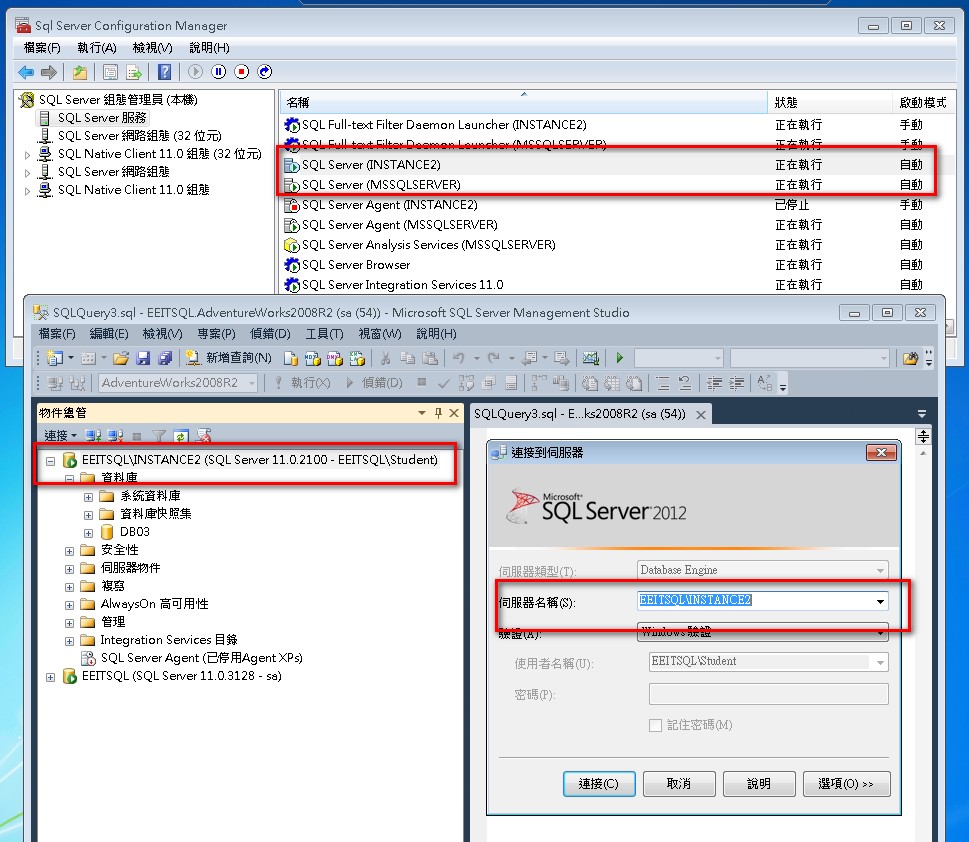 Sql Server Configuration Manager
檔案(F) 執行(A) 檢視(V) 說明(H)
SQL Server 組態管理員 (本機)
SQL Server 服務
SQL Server 網路組態 (32 位元)
SQL Native Client 11.0 組態 (32 位元)
SQL Server 網路組態
SQL Native Client 11.0 組態
名稱 狀態 啟動模式
SQL Full-text Filter Daemon Launcher (INSTANCE2) 正在執行 手動
SQL Full-text Filter Daemon Launcher (MSSQLSERVER) 正在執行 手動
SQL Server (INSTANCE2) 正在執行 自動
SQL Server (MSSQLSERVER) 正在執行 自動
SQL Server Agent (INSTANCE2) 已停止 手動
SQL Server Agent (MSSQLSERVER) 正在執行 自動
SQL Server Analysis Services (MSSQLSERVER) 正在執行 自動
SQL Server Browser 正在執行 自動
SQL Server Integration Services 11.0 正在執行 自動
SQLQuery3.sql - EEITSQL.AdventureWorks2008R2 (sa (54)) - Microsoft SQL Server Management Studio
檔案(F) 編輯(E) 檢視(V) 專案(P) 偵錯(D) 工具(T) 視窗(W) 說明(H)
新增查詢(N)
AdventureWorks2008R2 執行(X) 偵錯(D)
物件總管
連接
EEITSQL\INSTANCE2 (SQL Server 11.0.2100 - EEITSQL\Student)
資料庫
系統資料庫
資料庫快照集
DB03
安全性
伺服器物件
複寫
AlwaysOn 高可用性
管理
Integration Services 目錄
SQL Server Agent (已停用Agent XPs)
EEITSQL (SQL Server 11.0.3128 - sa)
SQLQuery3.sql - E...ks2008R2 (sa (54))
連接到伺服器
Microsoft®
SQL Server® 2012
伺服器類型(T): Database Engine
伺服器名稱(S): EEITSQL\INSTANCE2
驗證(A): Windows 驗證
使用者名稱(U): EEITSQL\Student
密碼(P):
記住密碼(M)
連接(C) 取消 說明 選項(O) >>